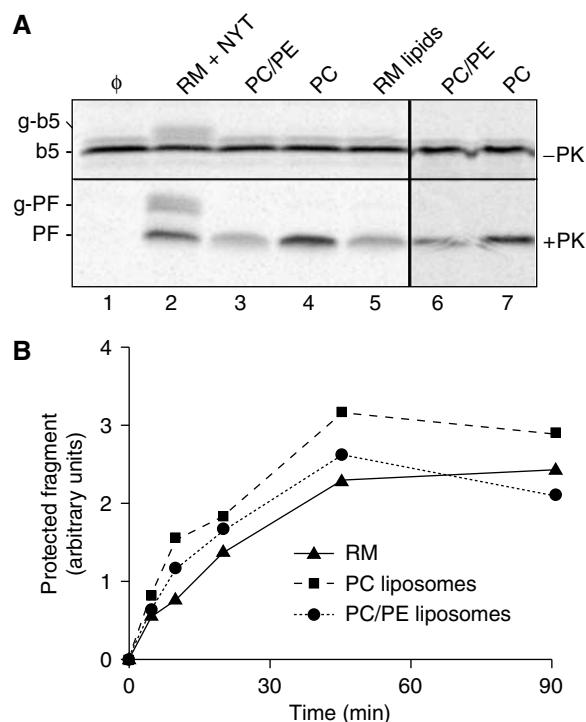 A
ϕ RM + NYT PC/PE PC RM lipids PC/PE PC
g-b5
b5 –PK
g-PF
PF +PK
1 2 3 4 5 6 7
B
Protected fragment
(arbitrary units)
4
3
2
1
0
RM
PC liposomes
PC/PE liposomes
0 30 60 90
Time (min)